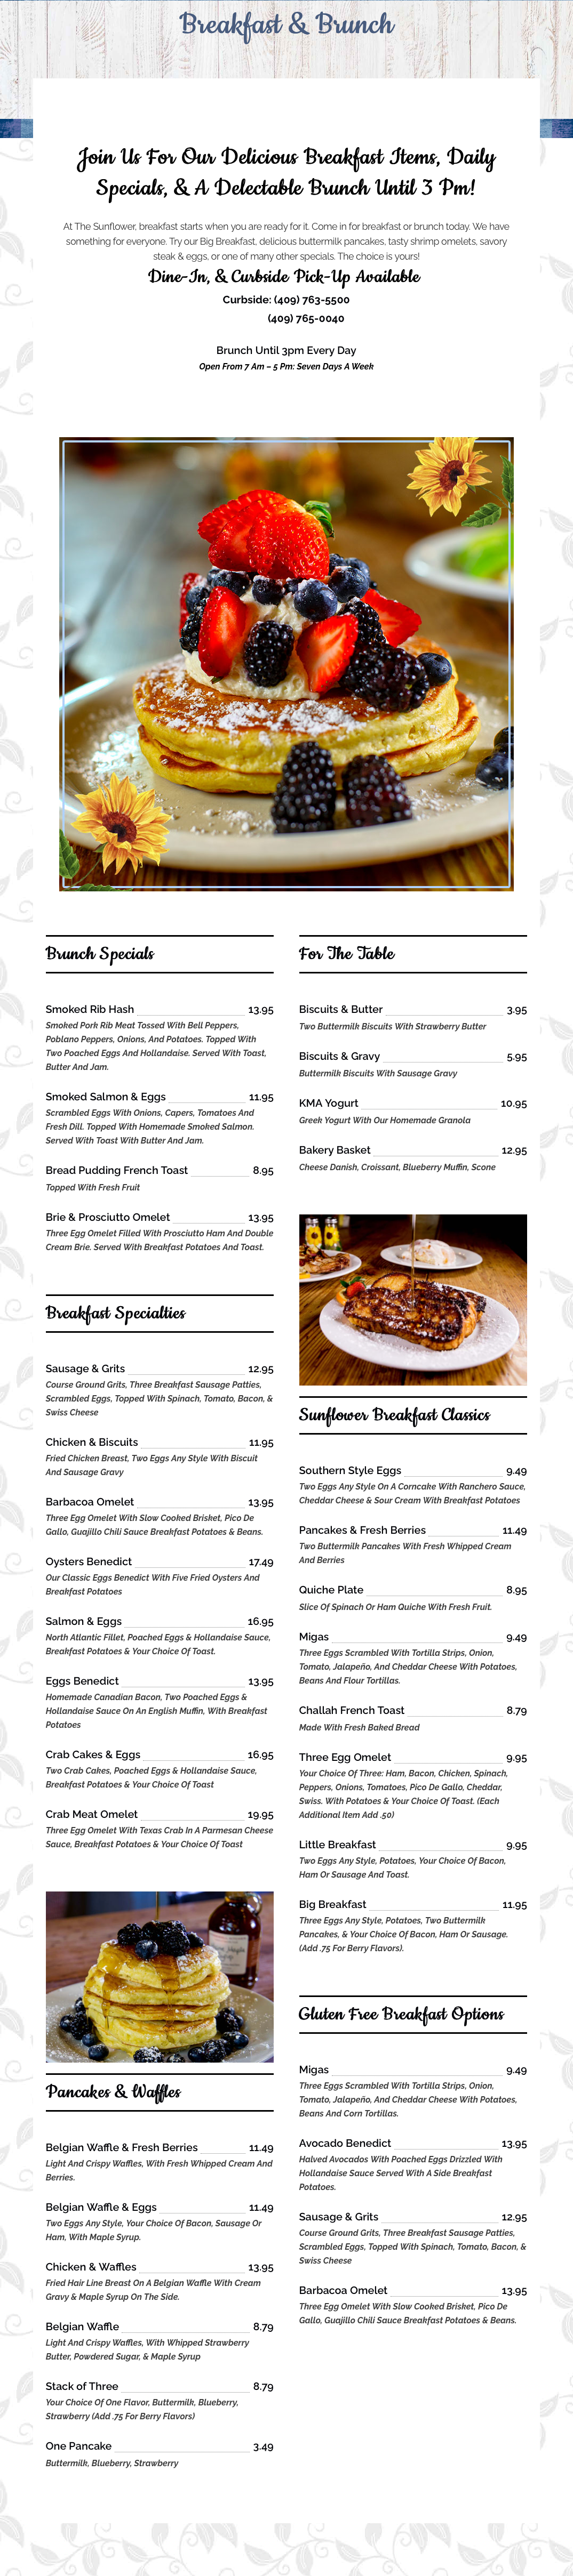 Breakfast & Brunch
Join Us For Our Delicious Breakfast Items, Daily
Specials, & A Delectable Brunch Until 3 Pm!
At The Sunflower, breakfast starts when you are ready for it. Come in for breakfast or brunch today. We have
something for everyone. Try our Big Breakfast, delicious buttermilk pancakes, tasty shrimp omelets, savory
steak & eggs, or one of many other specials. The choice is yours!
Dine-In, & Curbside Pick-Up Available
Curbside: (409) 763-5500
(409) 765-0040
Brunch Until 3pm Every Day
Open From 7 Am – 5 Pm: Seven Days A Week
Brunch Specials
Smoked Rib Hash 13.95
Smoked Pork Rib Meat Tossed With Bell Peppers,
Poblano Peppers, Onions, And Potatoes. Topped With
Two Poached Eggs And Hollandaise. Served With Toast,
Butter And Jam.
Smoked Salmon & Eggs 11.95
Scrambled Eggs With Onions, Capers, Tomatoes And
Fresh Dill. Topped With Homemade Smoked Salmon.
Served With Toast With Butter And Jam.
Bread Pudding French Toast 8.95
Topped With Fresh Fruit
Brie & Prosciutto Omelet 13.95
Three Egg Omelet Filled With Prosciutto Ham And Double
Cream Brie. Served With Breakfast Potatoes And Toast.
Breakfast Specialties
Sausage & Grits 12.95
Course Ground Grits, Three Breakfast Sausage Patties,
Scrambled Eggs, Topped With Spinach, Tomato, Bacon, &
Swiss Cheese
Chicken & Biscuits 11.95
Fried Chicken Breast, Two Eggs Any Style With Biscuit
And Sausage Gravy
Barbacoa Omelet 13.95
Three Egg Omelet With Slow Cooked Brisket, Pico De
Gallo, Guajillo Chili Sauce Breakfast Potatoes & Beans.
Oysters Benedict 17.49
Our Classic Eggs Benedict With Five Fried Oysters And
Breakfast Potatoes
Salmon & Eggs 16.95
North Atlantic Fillet, Poached Eggs & Hollandaise Sauce,
Breakfast Potatoes & Your Choice Of Toast.
Eggs Benedict 13.95
Homemade Canadian Bacon, Two Poached Eggs &
Hollandaise Sauce On An English Muffin, With Breakfast
Potatoes
Crab Cakes & Eggs 16.95
Two Crab Cakes, Poached Eggs & Hollandaise Sauce,
Breakfast Potatoes & Your Choice Of Toast
Crab Meat Omelet 19.95
Three Egg Omelet With Texas Crab In A Parmesan Cheese
Sauce, Breakfast Potatoes & Your Choice Of Toast
Pancakes & Waffles
Belgian Waffle & Fresh Berries 11.49
Light And Crispy Waffles, With Fresh Whipped Cream And
Berries.
Belgian Waffle & Eggs 11.49
Two Eggs Any Style, Your Choice Of Bacon, Sausage Or
Ham, With Maple Syrup.
Chicken & Waffles 13.95
Fried Hair Line Breast On A Belgian Waffle With Cream
Gravy & Maple Syrup On The Side.
Belgian Waffle 8.79
Light And Crispy Waffles, With Whipped Strawberry
Butter, Powdered Sugar, & Maple Syrup
Stack of Three 8.79
Your Choice Of One Flavor, Buttermilk, Blueberry,
Strawberry (Add .75 For Berry Flavors)
One Pancake 3.49
Buttermilk, Blueberry, Strawberry
For The Table
Biscuits & Butter 3.95
Two Buttermilk Biscuits With Strawberry Butter
Biscuits & Gravy 5.95
Buttermilk Biscuits With Sausage Gravy
KMA Yogurt 10.95
Greek Yogurt With Our Homemade Granola
Bakery Basket 12.95
Cheese Danish, Croissant, Blueberry Muffin, Scone
Sunflower Breakfast Classics
Southern Style Eggs 9.49
Two Eggs Any Style On A Corncake With Ranchero Sauce,
Cheddar Cheese & Sour Cream With Breakfast Potatoes
Pancakes & Fresh Berries 11.49
Two Buttermilk Pancakes With Fresh Whipped Cream
And Berries
Quiche Plate 8.95
Slice Of Spinach Or Ham Quiche With Fresh Fruit.
Migas 9.49
Three Eggs Scrambled With Tortilla Strips, Onion,
Tomato, Jalapeño, And Cheddar Cheese With Potatoes,
Beans And Flour Tortillas.
Challah French Toast 8.79
Made With Fresh Baked Bread
Three Egg Omelet 9.95
Your Choice Of Three: Ham, Bacon, Chicken, Spinach,
Peppers, Onions, Tomatoes, Pico De Gallo, Cheddar,
Swiss. With Potatoes & Your Choice Of Toast. (Each
Additional Item Add .50)
Little Breakfast 9.95
Two Eggs Any Style, Potatoes, Your Choice Of Bacon,
Ham Or Sausage And Toast.
Big Breakfast 11.95
Three Eggs Any Style, Potatoes, Two Buttermilk
Pancakes, & Your Choice Of Bacon, Ham Or Sausage.
(Add .75 For Berry Flavors).
Gluten Free Breakfast Options
Migas 9.49
Three Eggs Scrambled With Tortilla Strips, Onion,
Tomato, Jalapeño, And Cheddar Cheese With Potatoes,
Beans And Corn Tortillas.
Avocado Benedict 13.95
Halved Avocados With Poached Eggs Drizzled With
Hollandaise Sauce Served With A Side Breakfast
Potatoes.
Sausage & Grits 12.95
Course Ground Grits, Three Breakfast Sausage Patties,
Scrambled Eggs, Topped With Spinach, Tomato, Bacon, &
Swiss Cheese
Barbacoa Omelet 13.95
Three Egg Omelet With Slow Cooked Brisket, Pico De
Gallo, Guajillo Chili Sauce Breakfast Potatoes & Beans.